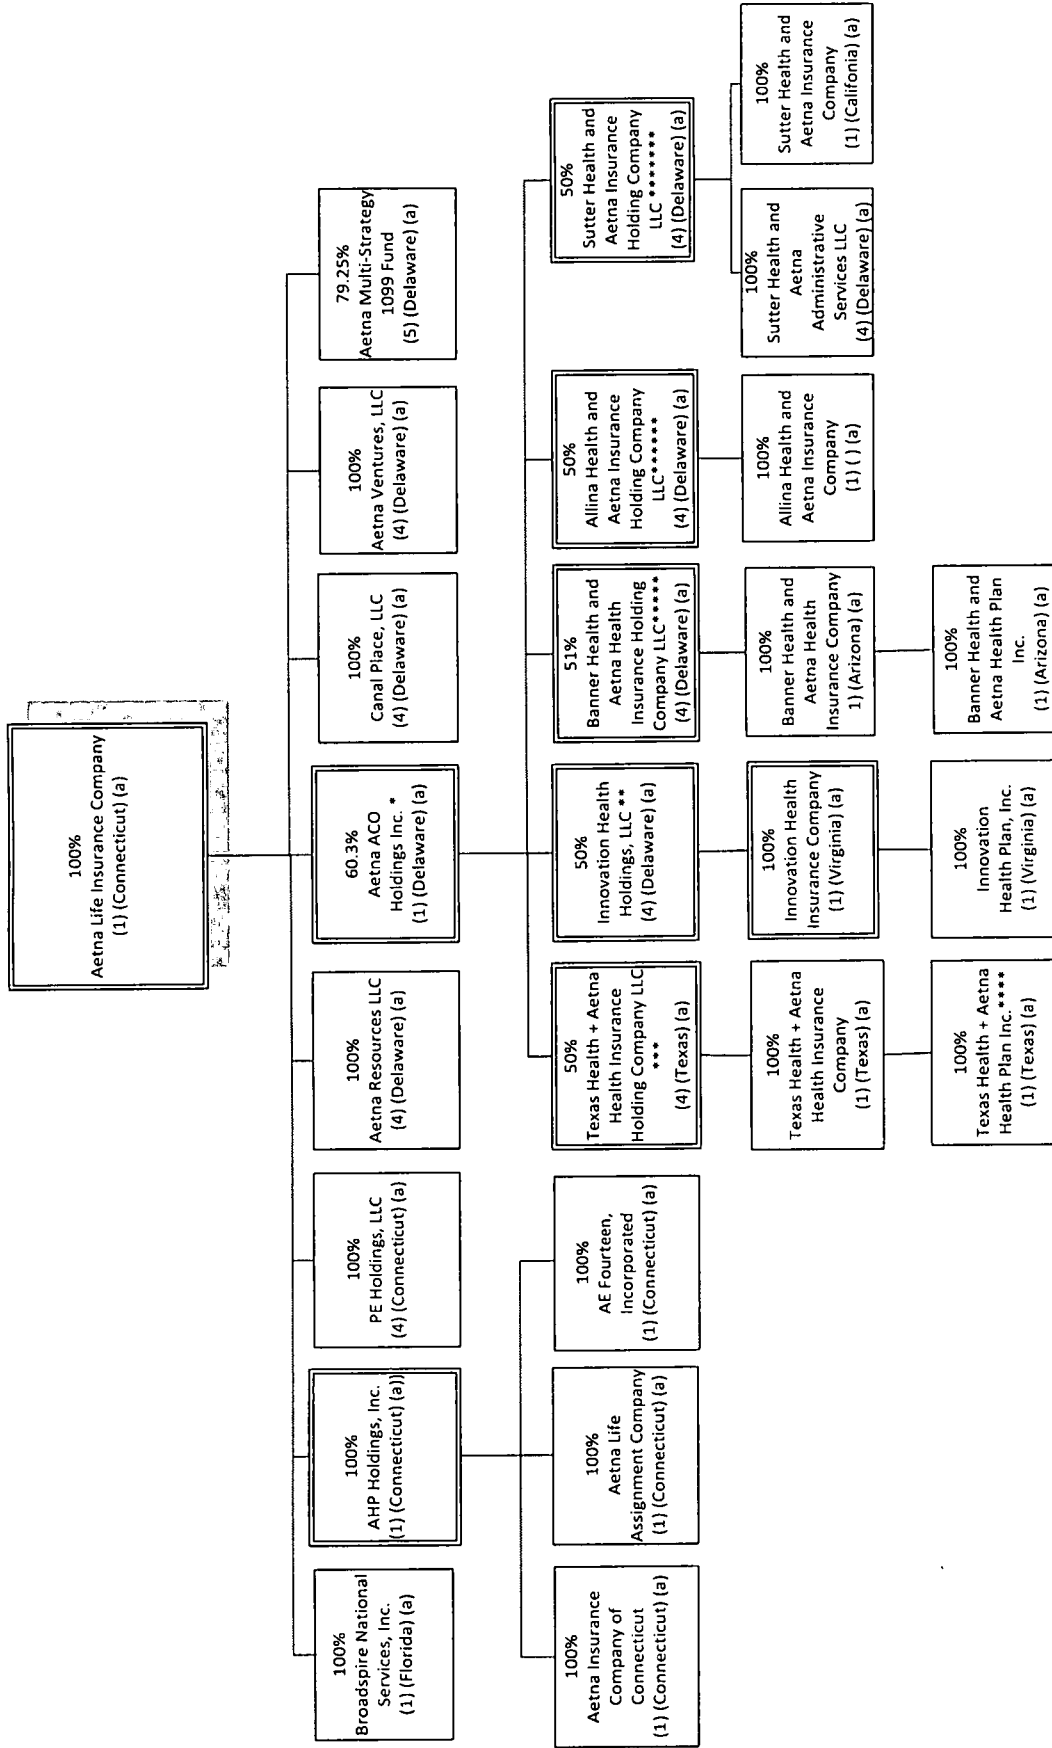 100%
Aetna Life Insurance Company
(1) (Connecticut) (a)
100%
Broadspire National
Services, Inc.
(1) (Florida) (a)
100%
AHP Holdings, Inc.
(1) (Connecticut) (a))
100%
PE Holdings, LLC
(4) (Connecticut) (a)
100%
Aetna Resources LLC
(4) (Delaware) (a)
60.3%
Aetna ACO
Holdings Inc. *
(1) (Delaware) (a)
100%
Canal Place, LLC
(4) (Delaware) (a)
100%
Aetna Ventures, LLC
(4) (Delaware) (a)
79.25%
Aetna Multi-Strategy
1099 Fund
(5) (Delaware) (a)
100%
Aetna Insurance
Company of
Connecticut
(1) (Connecticut) (a)
100%
Aetna Life
Assignment Company
(1) (Connecticut) (a)
100%
AE Fourteen,
Incorporated
(1) (Connecticut) (a)
50%
Texas Health + Aetna
Health Insurance
Holding Company LLC
***
(4) (Texas) (a)
50%
Innovation Health
Holdings, LLC **
(4) (Delaware) (a)
51%
Banner Health and
Aetna Health
Insurance Holding
Company LLC*****
(4) (Delaware) (a)
50%
Allina Health and
Aetna Insurance
Holding Company
LLC******
(4) (Delaware) (a)
50%
Sutter Health and
Aetna Insurance
Holding Company
LLC *******
(4) (Delaware) (a)
100%
Texas Health + Aetna
Health Insurance
Company
(1) (Texas) (a)
100%
Innovation Health
Insurance Company
(1) (Virginia) (a)
100%
Banner Health and
Aetna Health
Insurance Company
1) (Arizona) (a)
100%
Allina Health and
Aetna Insurance
Company
(1) ( ) (a)
100%
Sutter Health and
Aetna
Administrative
Services LLC
(4) (Delaware) (a)
100%
Sutter Health and
Aetna Insurance
Company
(1) (Califonia) (a)
100%
Texas Health + Aetna
Health Plan Inc.****
(1) (Texas) (a)
100%
Innovation
Health Plan, Inc.
(1) (Virginia) (a)
100%
Banner Health and
Aetna Health Plan
Inc.
(1) (Arizona) (a)